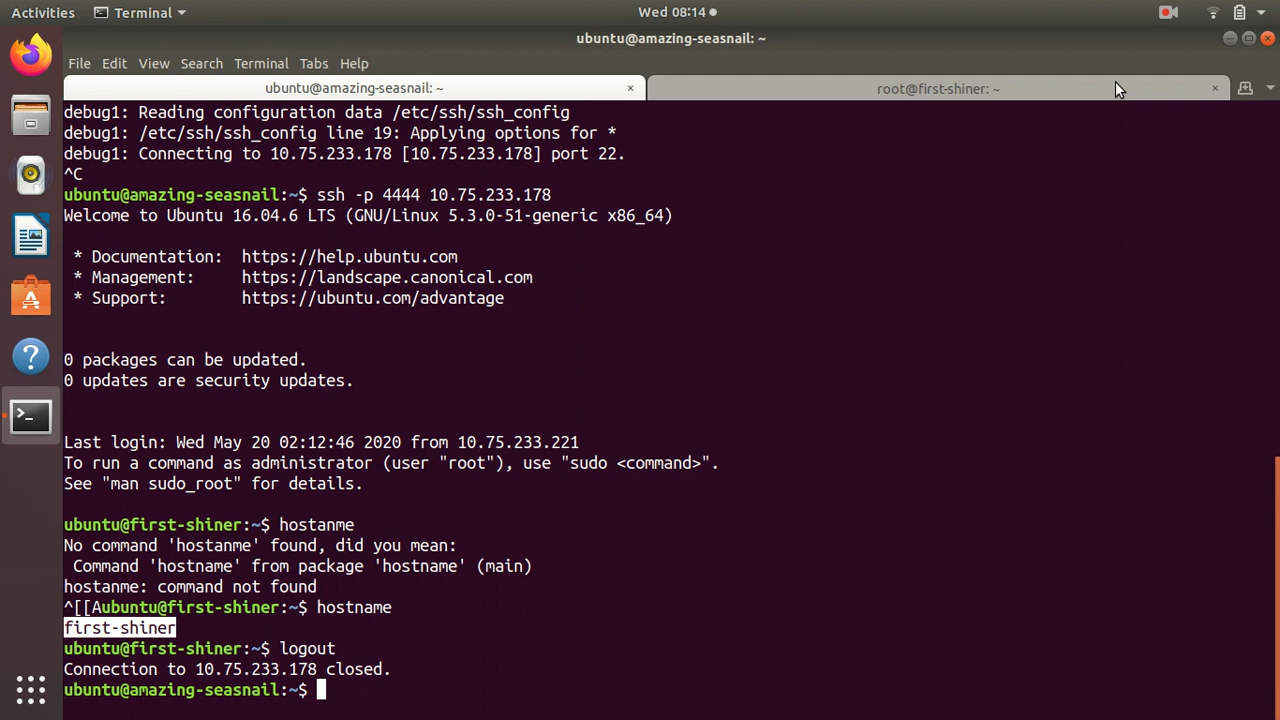 Activities Terminal Wed 08:14
ubuntu@amazing-seasnail: ~
File Edit View Search Terminal Tabs Help
ubuntu@amazing-seasnail: ~ × root@first-shiner: ~ ×
debug1: Reading configuration data /etc/ssh/ssh_config
debug1: /etc/ssh/ssh_config line 19: Applying options for *
debug1: Connecting to 10.75.233.178 [10.75.233.178] port 22.
^C
ubuntu@amazing-seasnail:~$ ssh -p 4444 10.75.233.178
Welcome to Ubuntu 16.04.6 LTS (GNU/Linux 5.3.0-51-generic x86_64)
* Documentation: https://help.ubuntu.com
* Management: https://landscape.canonical.com
* Support: https://ubuntu.com/advantage
0 packages can be updated.
0 updates are security updates.
Last login: Wed May 20 02:12:46 2020 from 10.75.233.221
To run a command as administrator (user "root"), use "sudo <command>".
See "man sudo_root" for details.
ubuntu@first-shiner:~$ hostanme
No command 'hostanme' found, did you mean:
Command 'hostname' from package 'hostname' (main)
hostanme: command not found
^[[Aubuntu@first-shiner:~$ hostname
first-shiner
ubuntu@first-shiner:~$ logout
Connection to 10.75.233.178 closed.
ubuntu@amazing-seasnail:~$